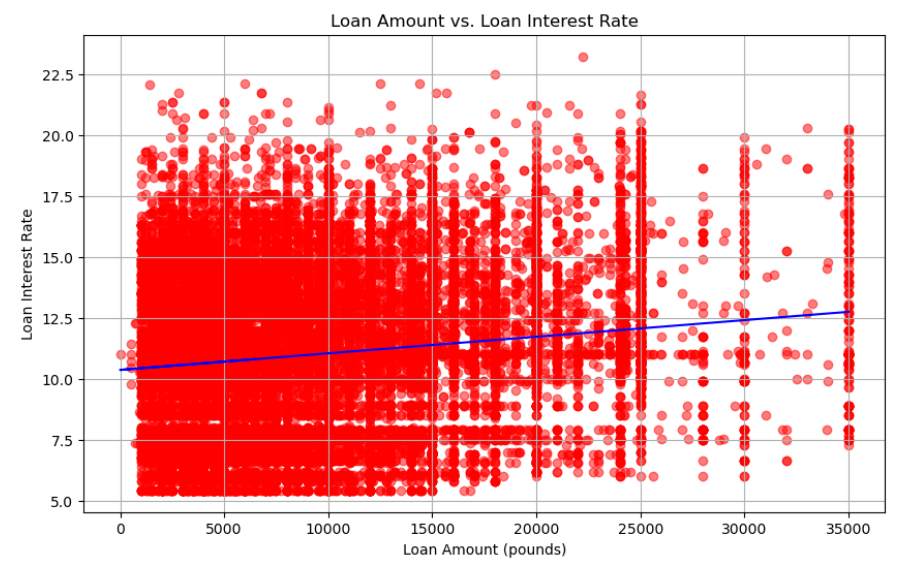 Loan Amount vs. Loan Interest Rate
22.5
20.0
17.5
15.0
12.5
10.0
7.5
5.0
Loan Interest Rate
0 5000 10000 15000 20000 25000 30000 35000
Loan Amount (pounds)